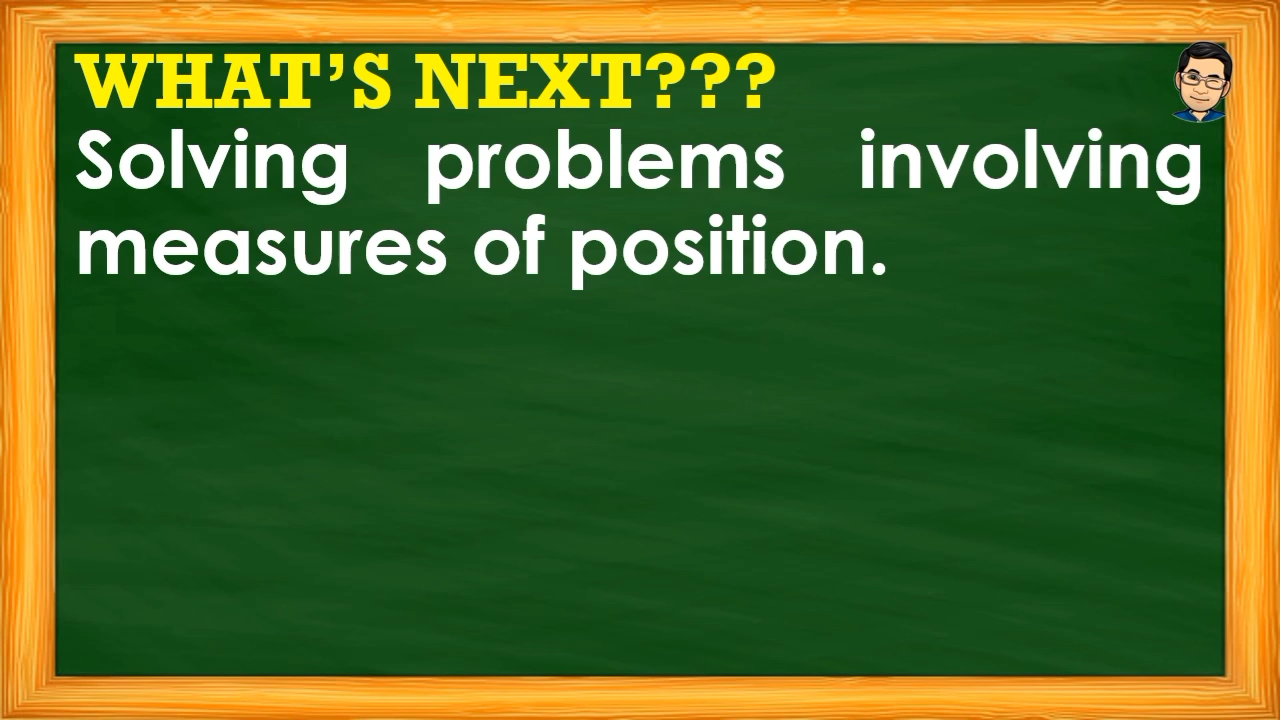 WHAT’S NEXT???
Solving problems involving
measures of position.